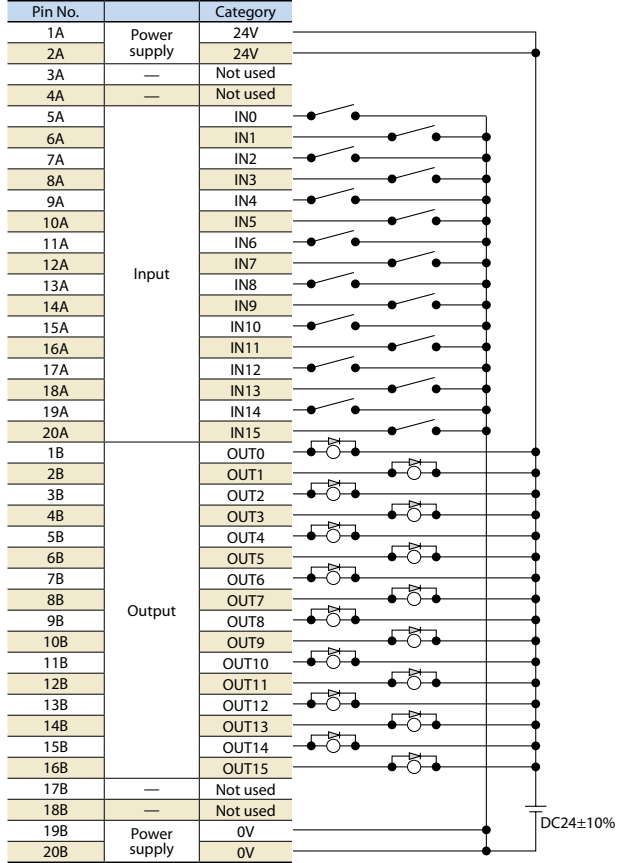 Pin No. Category
1A Power supply 24V
2A 24V
3A — Not used
4A — Not used
5A Input IN0
6A IN1
7A IN2
8A IN3
9A IN4
10A IN5
11A IN6
12A IN7
13A IN8
14A IN9
15A IN10
16A IN11
17A IN12
18A IN13
19A IN14
20A IN15
1B Output OUT0
2B OUT1
3B OUT2
4B OUT3
5B OUT4
6B OUT5
7B OUT6
8B OUT7
9B OUT8
10B OUT9
11B OUT10
12B OUT11
13B OUT12
14B OUT13
15B OUT14
16B OUT15
17B — Not used
18B — Not used
DC24±10%
19B Power supply 0V
20B 0V